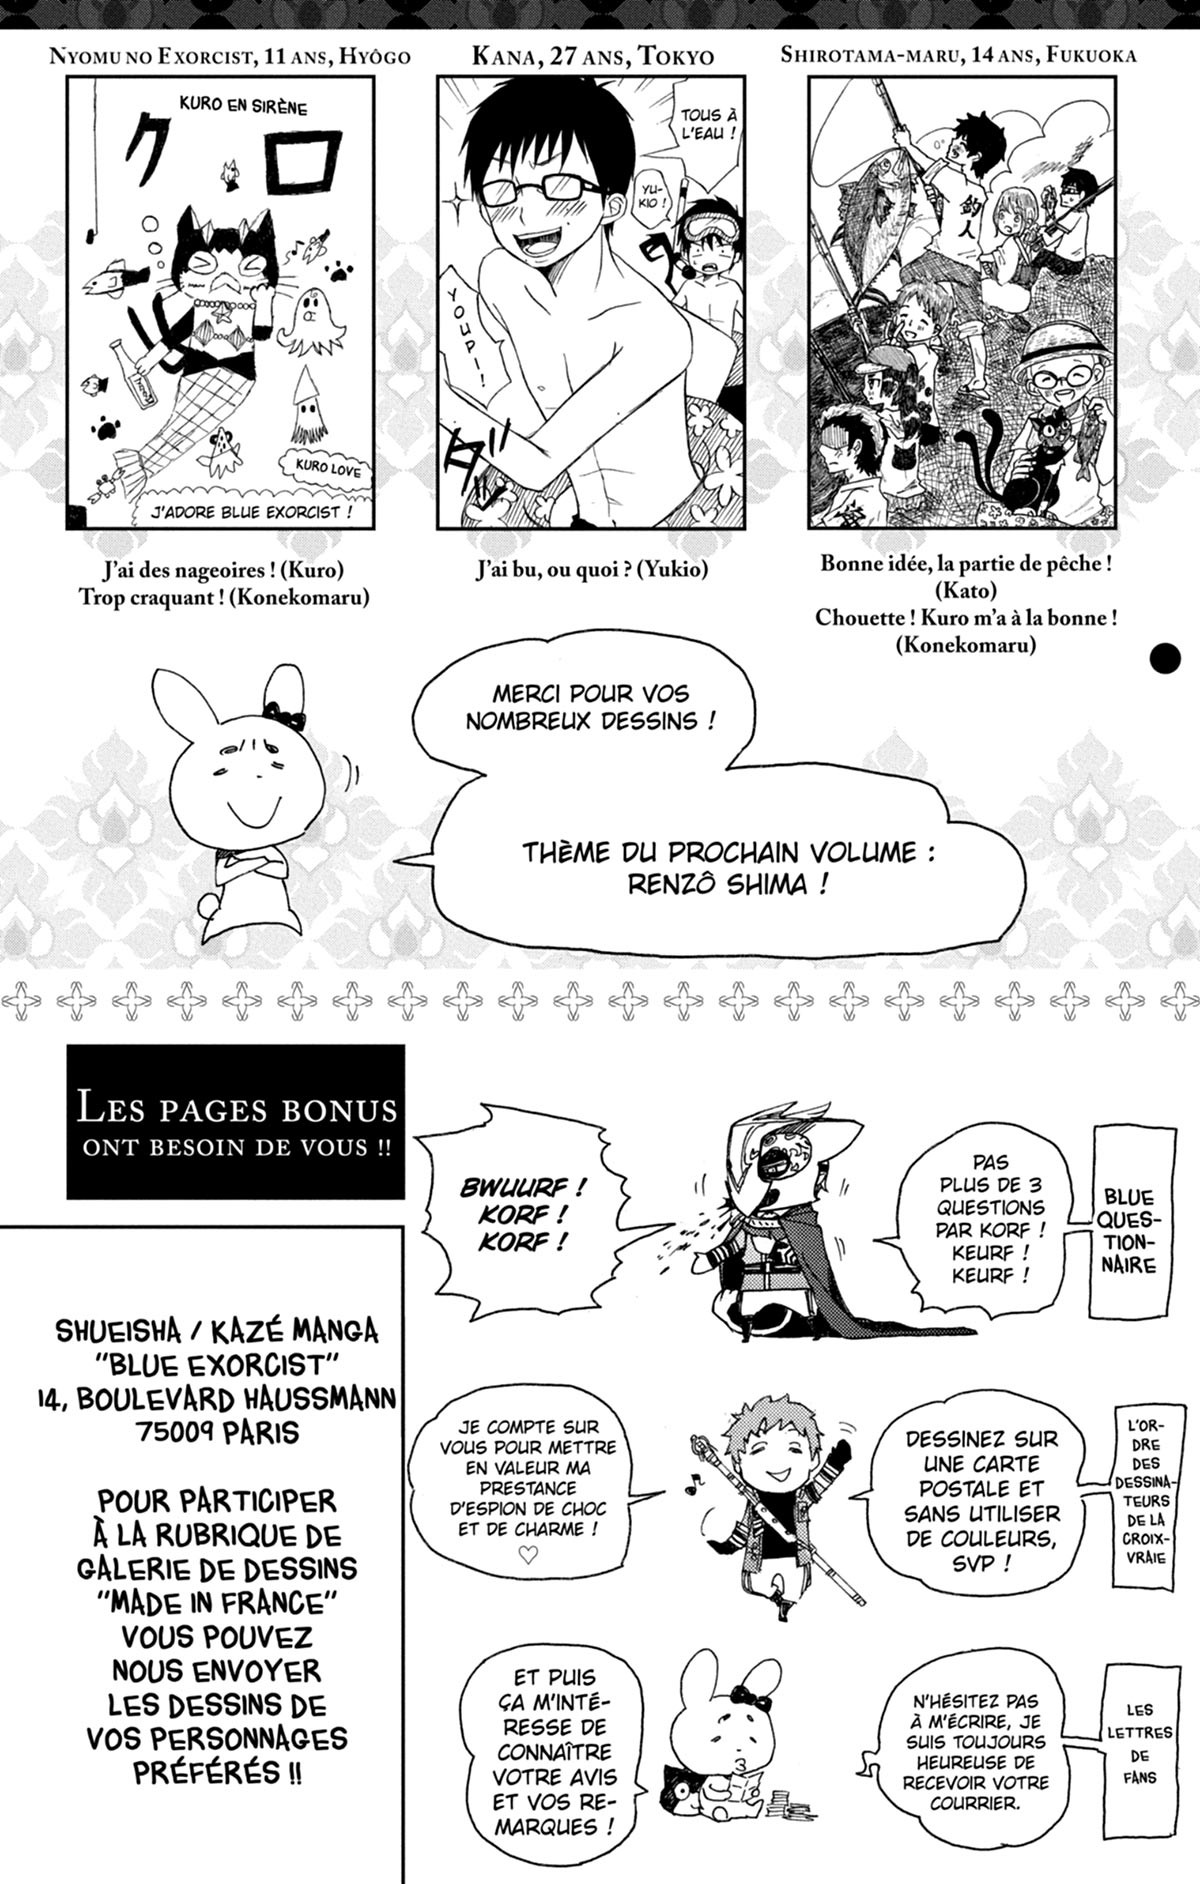 NYOMU NO EXORCIST, 11 ANS, HYÔGO
KURO EN SIRÈNE
クロ
KURO LOVE
J'ADORE BLUE EXORCIST !
J'ai des nageoires ! (Kuro)
Trop craquant ! (Konekomaru)
KANA, 27 ANS, TOKYO
TOUS À
L'EAU !
YU-
KIO !
YOUPI !
J'ai bu, ou quoi ? (Yukio)
SHIROTAMA-MARU, 14 ANS, FUKUOKA
釣人
Bonne idée, la partie de pêche !
(Kato)
Chouette ! Kuro m'a à la bonne !
(Konekomaru)
MERCI POUR VOS
NOMBREUX DESSINS !
THÈME DU PROCHAIN VOLUME :
RENZÔ SHIMA !
LES PAGES BONUS
ONT BESOIN DE VOUS !!
SHUEISHA / KAZÉ MANGA
"BLUE EXORCIST"
14, BOULEVARD HAUSSMANN
75009 PARIS
POUR PARTICIPER
À LA RUBRIQUE DE
GALERIE DE DESSINS
"MADE IN FRANCE"
VOUS POUVEZ
NOUS ENVOYER
LES DESSINS DE
VOS PERSONNAGES
PRÉFÉRÉS !!
BLUE
QUES-
TION-
NAIRE
PAS
PLUS DE 3
QUESTIONS
PAR KORF !
KEURF !
KEURF !
BWUURF !
KORF !
KORF !
L'OR-
DRE
DES
DESSINA-
TEURS
DE LA
CROIX-
VRAIE
DESSINEZ SUR
UNE CARTE
POSTALE ET
SANS UTILISER
DE COULEURS,
SVP !
JE COMPTE SUR
VOUS POUR METTRE
EN VALEUR MA
PRESTANCE
D'ESPION DE CHOC
ET DE CHARME !
♡
LES
LETTRES
DE
FANS
N'HÉSITEZ PAS
À M'ÉCRIRE, JE
SUIS TOUJOURS
HEUREUSE DE
RECEVOIR VOTRE
COURRIER.
ET PUIS
ÇA M'INTÉ-
RESSE DE
CONNAÎTRE
VOTRE AVIS
ET VOS RE-
MARQUES !